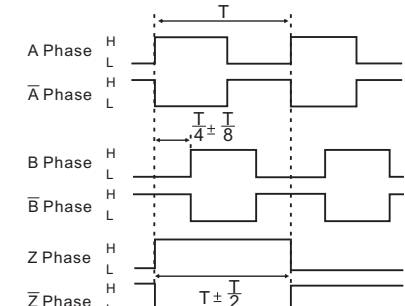 T
A Phase H
L
A̅ Phase H
L
T/4 ± T/8
B Phase H
L
B̅ Phase H
L
Z Phase H
L
Z̅ Phase H
L
T ± T/2